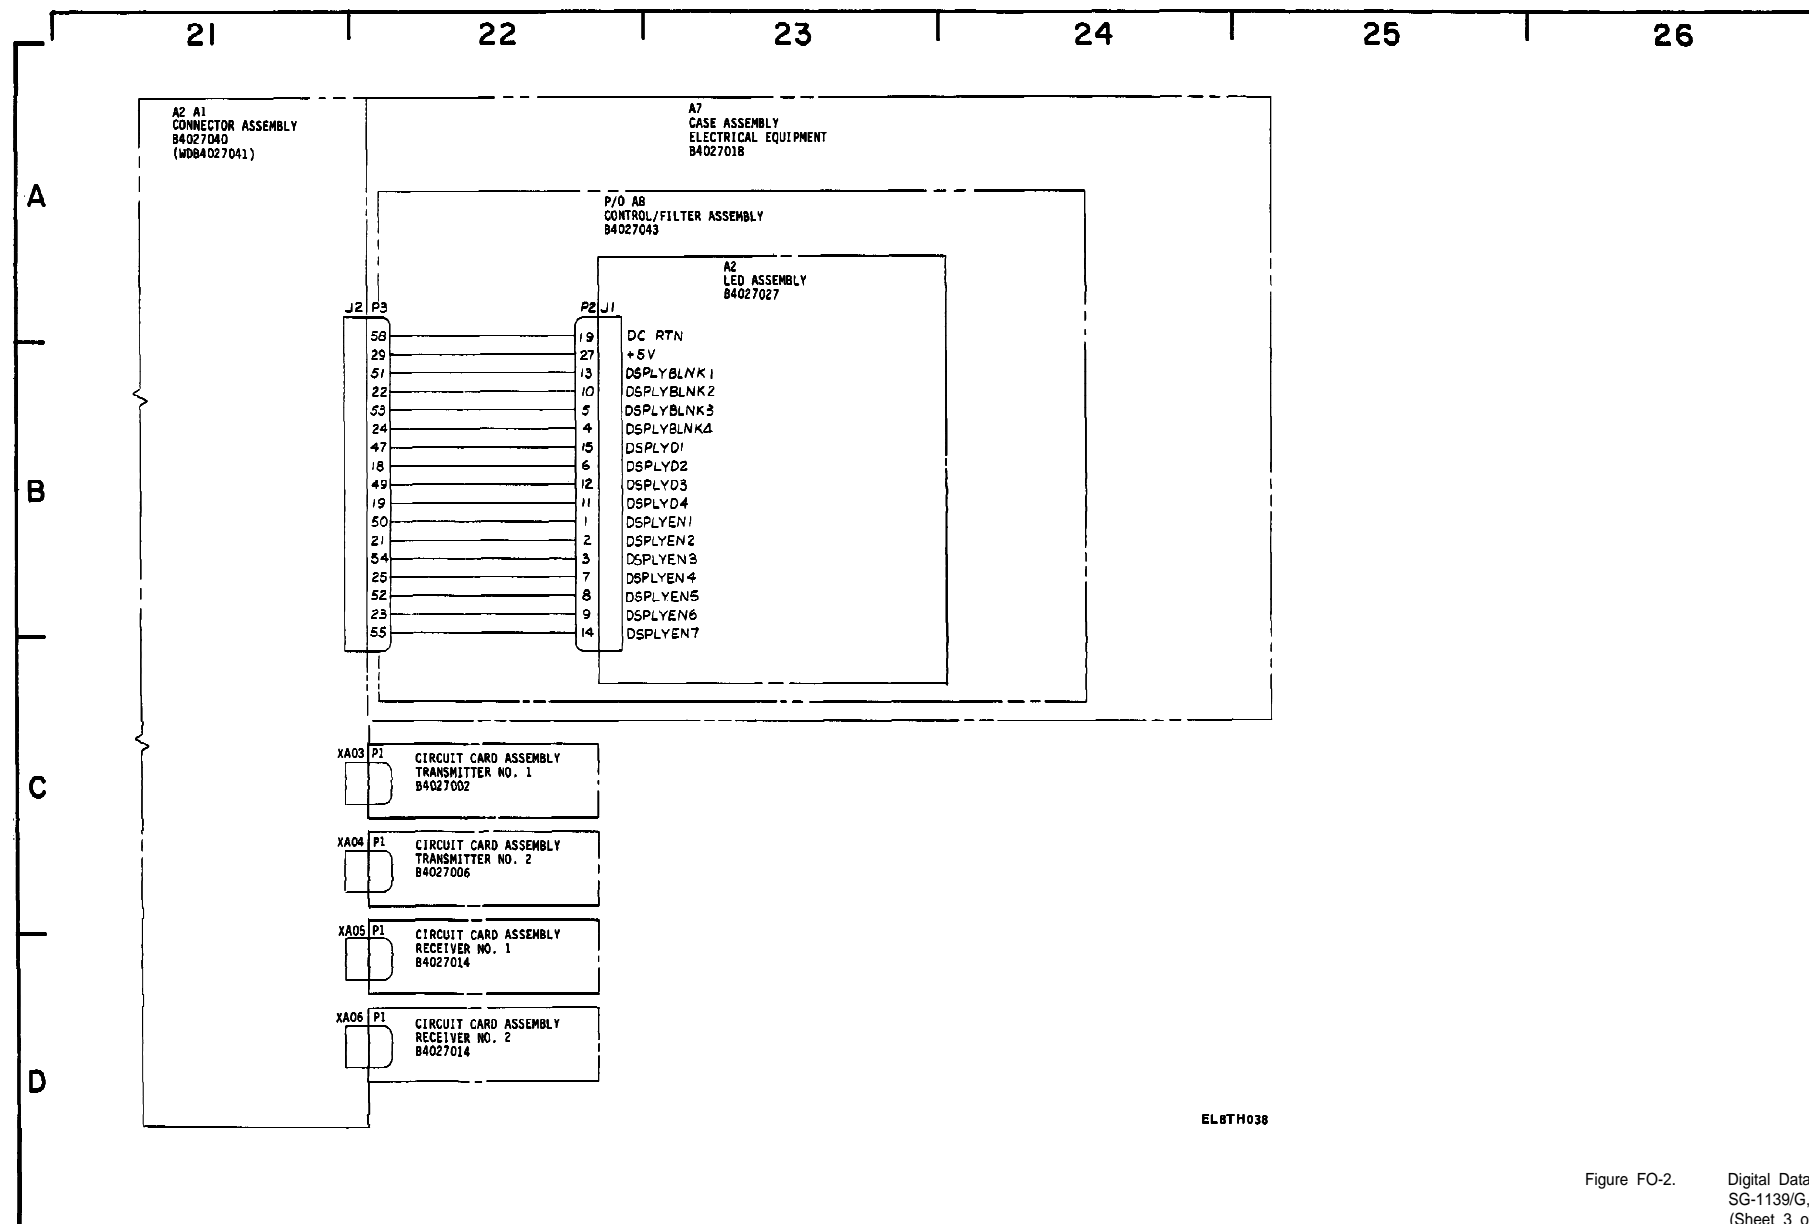 21 22 23 24 25 26
A2 A1
CONNECTOR ASSEMBLY
B4027040
(WDB4027041)
A7
CASE ASSEMBLY
ELECTRICAL EQUIPMENT
B4027018
A
P/O A8
CONTROL/FILTER ASSEMBLY
B4027043
A2
LED ASSEMBLY
B4027027
J2 P3 P2 J1
58 19 DC RTN
29 27 +5V
51 13 DSPLYBLNK1
22 10 DSPLYBLNK2
53 5 DSPLYBLNK3
24 4 DSPLYBLNK4
47 15 DSPLYD1
18 6 DSPLYD2
49 12 DSPLYD3
B
19 11 DSPLYD4
50 1 DSPLYEN1
21 2 DSPLYEN2
54 3 DSPLYEN3
25 7 DSPLYEN4
52 8 DSPLYEN5
23 9 DSPLYEN6
55 14 DSPLYEN7
XA03 P1
CIRCUIT CARD ASSEMBLY
TRANSMITTER NO. 1
B4027002
C
XA04 P1
CIRCUIT CARD ASSEMBLY
TRANSMITTER NO. 2
B4027006
XA05 P1
CIRCUIT CARD ASSEMBLY
RECEIVER NO. 1
B4027014
XA06 P1
CIRCUIT CARD ASSEMBLY
RECEIVER NO. 2
B4027014
D
EL8TH038
Figure FO-2. Digital Data
SG-1139/G,
(Sheet 3 o